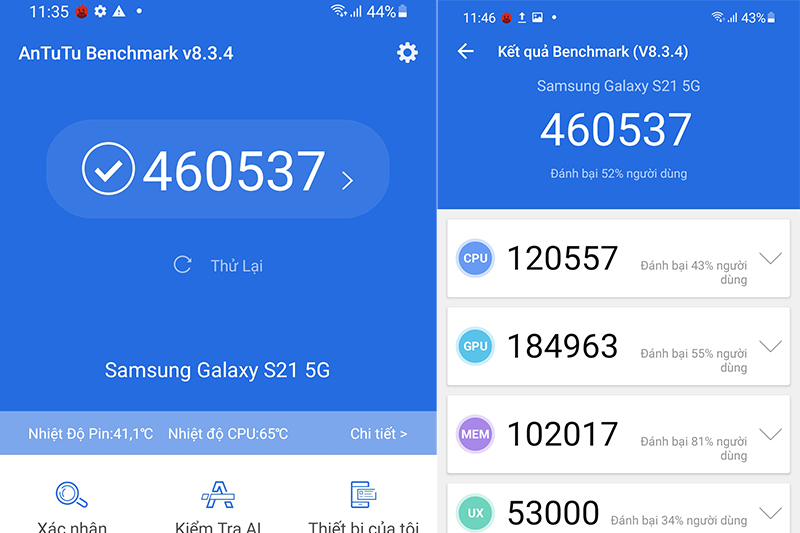 11:35
44%
AnTuTu Benchmark v8.3.4
460537
Thử Lại
Samsung Galaxy S21 5G
Nhiệt Độ Pin:41,1℃ Nhiệt độ CPU:65℃ Chi tiết >
Xác nhận Kiểm Tra AI Thiết bị của tôi
11:46
43%
Kết quả Benchmark (V8.3.4)
Samsung Galaxy S21 5G
460537
Đánh bại 52% người dùng
CPU 120557 Đánh bại 43% người
dùng
GPU 184963 Đánh bại 55% người
dùng
MEM 102017 Đánh bại 81% người
dùng
UX 53000 Đánh bại 34% người dùng